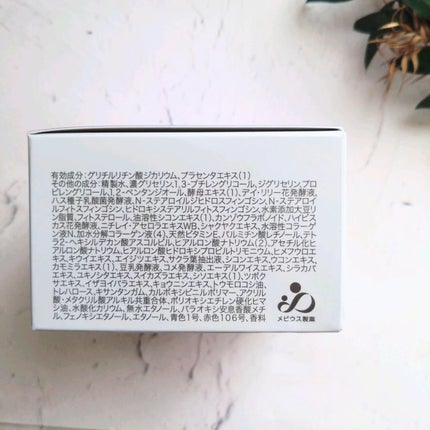 有効成分:グリチルリチン酸ジカリウム、プラセンタエキス(1)
その他の成分:精製水、濃グリセリン、1,3-ブチレングリコール、ジグリセリン、プロ
ピレングリコール、1,2-ペンタンジオール、酵母エキス(1)、デイ・リリー花発酵液、
ハス種子乳酸菌発酵液、N-ステアロイルジヒドロスフィンゴシン、N-ステアロ
イルフィトスフィンゴシン、ヒドロキシステアリルフィトスフィンゴシン、水素添加大豆リ
ン脂質、フィトステロール、油溶性シコンエキス(1)、カンゾウフラボノイド、ハイビス
カス花発酵液、ニチレイ・アセロラエキスWB、シャクヤクエキス、水溶性コラーゲ
ン液N、加水分解コラーゲン液(4)、天然ビタミンE、パルミチン酸レチノール、テト
ラ2-ヘキシルデカン酸アスコルビル、ヒアルロン酸ナトリウム(2)、アセチル化ヒ
アルロン酸ナトリウム、ヒアルロン酸ヒドロキシプロピルトリモニウム、ヒメフウロエ
キス、キウイエキス、エイジツエキス、サクラ葉抽出液、シコンエキス、ウコンエキス、
カモミラエキス(1)、豆乳発酵液、コメ発酵液、エーデルワイスエキス、シラカバ
エキス、ユキノシタエキス、スイカズラエキス、シソエキス(1)、ツボク
サエキス、イザヨイバラエキス、キョウニンエキス、トウモロコシ油、
トレハロース、キサンタンガム、カルボキシビニルポリマー、アクリル
酸・メタクリル酸アルキル共重合体、ポリオキシエチレン硬化ヒマ
シ油、水酸化カリウム、無水エタノール、パラオキシ安息香酸メチ
ル、フェノキシエタノール、エタノール、青色1号、赤色106号、香料
メビウス製薬